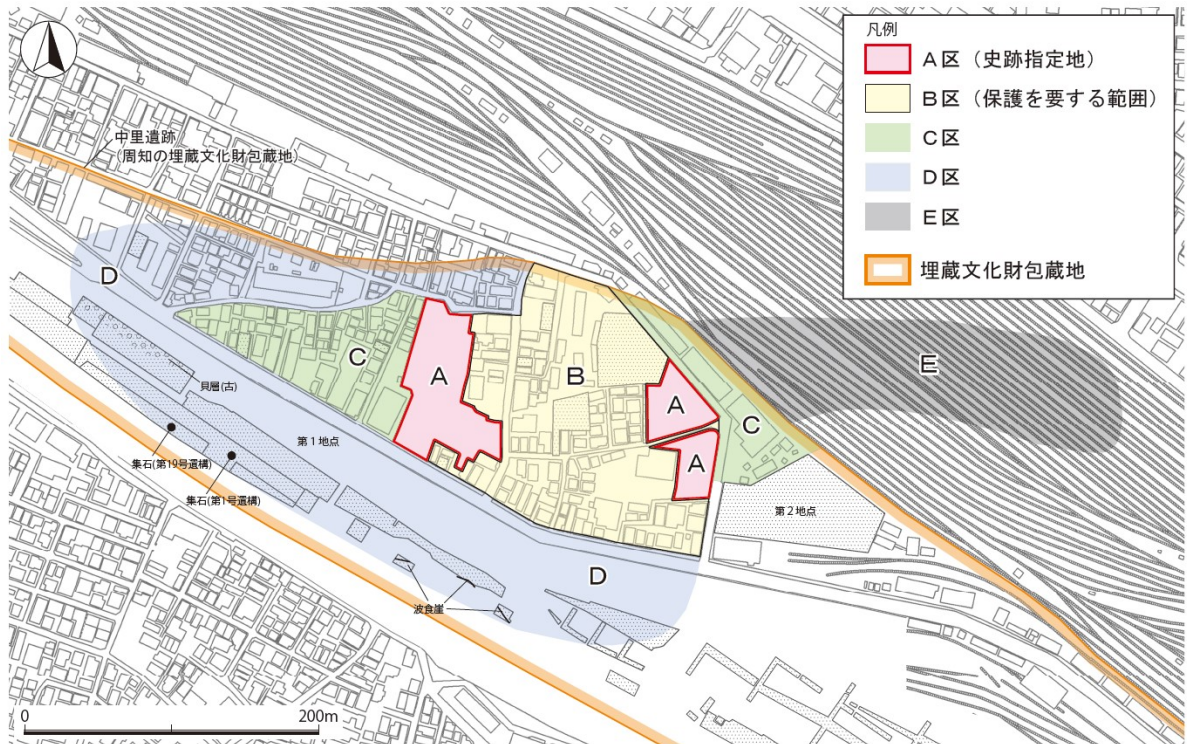 凡例
A区(史跡指定地)
B区(保護を要する範囲)
C区
D区
E区
埋蔵文化財包蔵地
中里遺跡
(周知の埋蔵文化財包蔵地)
D
C
A
B
A
A
C
E
貝層(古)
第1地点
集石(第19号遺構)
集石(第1号遺構)
第2地点
D
波食崖
0
200m